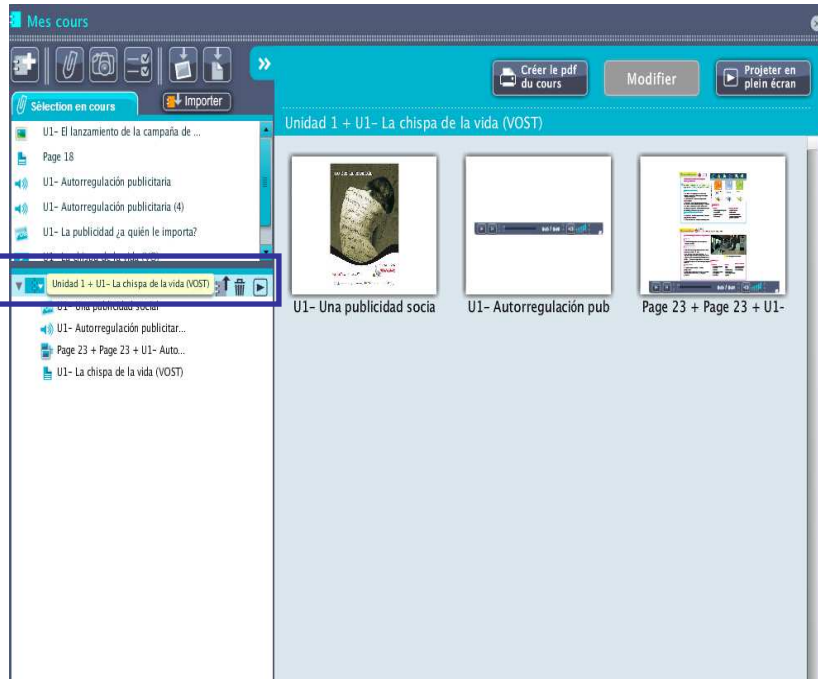 Mes cours
Créer le pdf
du cours
Modifier
Projeter en
plein écran
Sélection en cours
Importer
U1- El lanzamiento de la campaña de ...
Page 18
U1- Autorregulación publicitaria
U1- Autorregulación publicitaria (4)
U1- La publicidad ¿a quién le importa?
Unidad 1 + U1- La chispa de la vida (VOST)
U1- Una publicidad social
U1- Autorregulación publicitar...
Page 23 + Page 23 + U1- Auto...
U1- La chispa de la vida (VOST)
Unidad 1 + U1- La chispa de la vida (VOST)
U1- Una publicidad socia
U1- Autorregulación pub
Page 23 + Page 23 + U1-